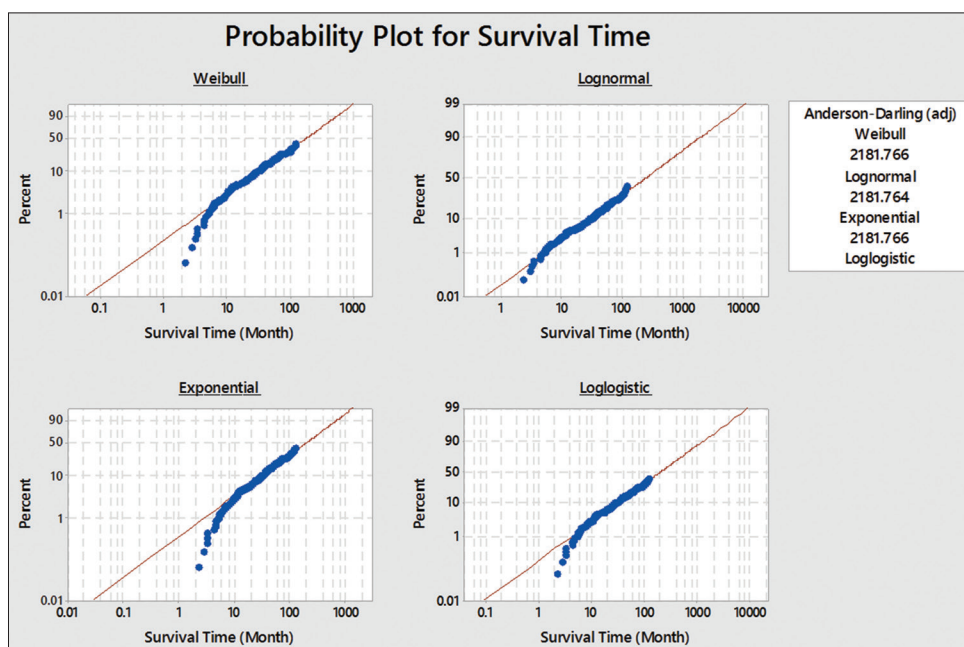 Probability Plot for Survival Time
Weibull
90
50
10
1
0.01
Percent
0.1 1 10 100 1000
Survival Time (Month)
Lognormal
99
90
50
10
1
0.01
Percent
1 10 100 1000 10000
Survival Time (Month)
Anderson-Darling (adj)
Weibull
2181.766
Lognormal
2181.764
Exponential
2181.766
Loglogistic
Exponential
90
50
10
1
0.01
Percent
0.01 0.1 1 10 100 1000
Survival Time (Month)
Loglogistic
99
90
50
10
1
0.01
Percent
0.1 1 10 100 1000 10000
Survival Time (Month)